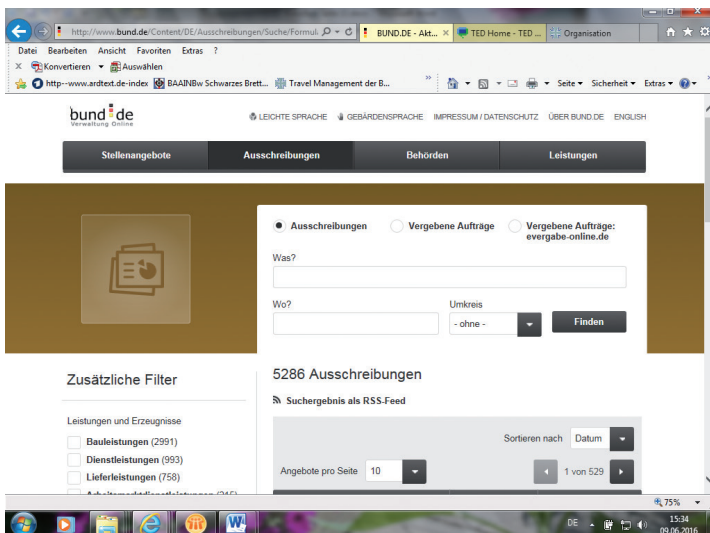 http://www.bund.de/Content/DE/Ausschreibungen/Suche/Formul
BUND.DE - Akt...
TED Home - TED ...
Organisation
Datei Bearbeiten Ansicht Favoriten Extras ?
x Konvertieren Auswählen
http--www.ardtext.de-index BAAINBw Schwarzes Brett... Travel Management der B... » Seite Sicherheit Extras
bund de
Verwaltung Online
LEICHTE SPRACHE GEBÄRDENSPRACHE IMPRESSUM / DATENSCHUTZ ÜBER BUND.DE ENGLISH
Stellenangebote Ausschreibungen Behörden Leistungen
Ausschreibungen Vergebene Aufträge Vergebene Aufträge:
evergabe-online.de
Was?
Wo? Umkreis
- ohne - Finden
Zusätzliche Filter
5286 Ausschreibungen
Suchergebnis als RSS-Feed
Leistungen und Erzeugnisse
Bauleistungen (2991)
Dienstleistungen (993)
Lieferleistungen (758)
Arbeitsmarktdienstleistungen (215)
Sortieren nach Datum
Angebote pro Seite 10 1 von 529
75%
DE 15:34
09.06.2016